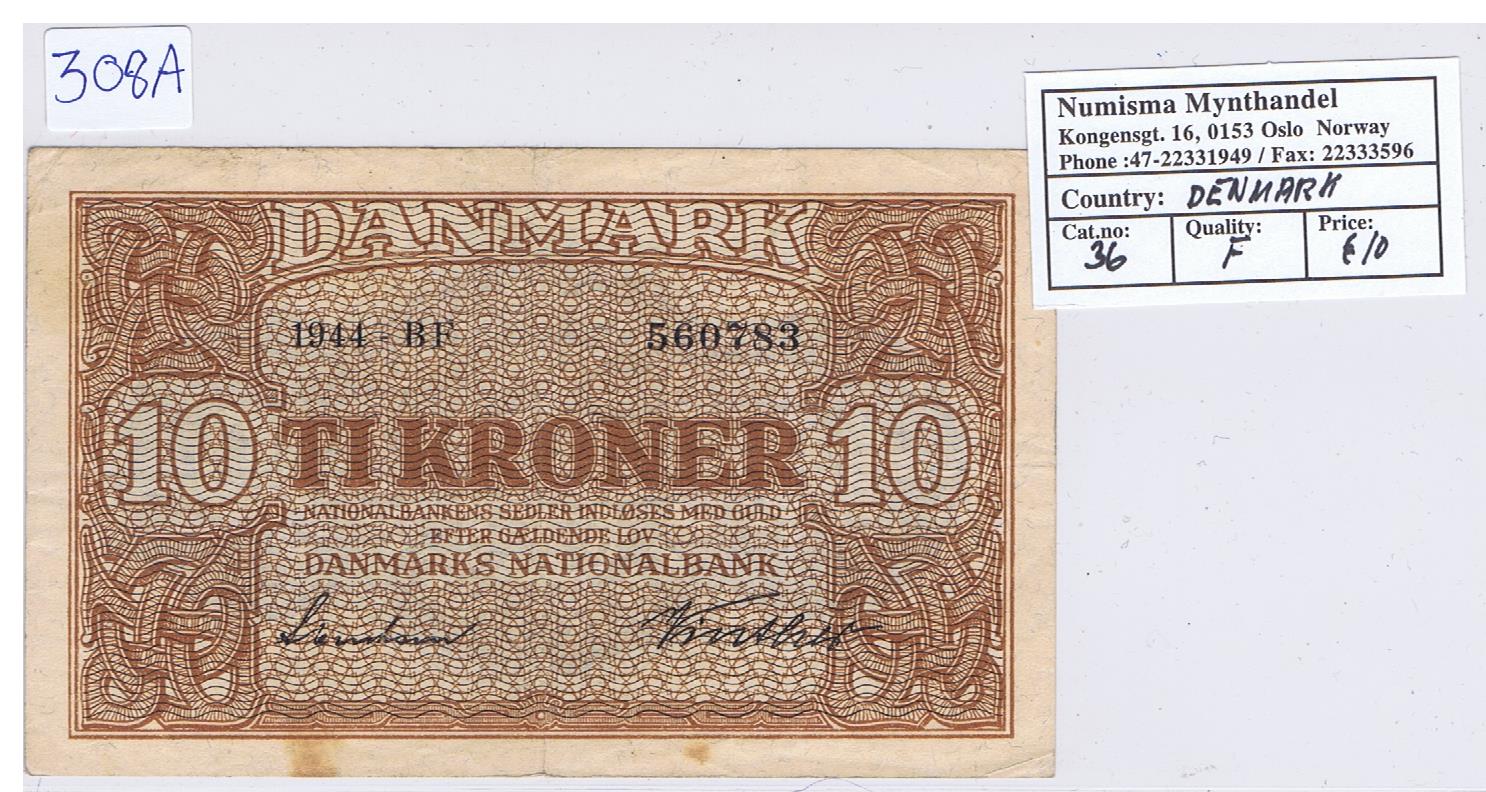 308A
Numisma Mynthandel
Kongensgt. 16, 0153 Oslo Norway
Phone :47-22331949 / Fax: 22333596
Country: DENMARK
Cat.no: Quality: Price:
36 F €10
DANMARK
1944 - BF 560783
10 TI KRONER 10
NATIONALBANKENS SEDLER INDLØSES MED GULD
EFTER GÆLDENDE LOV
DANMARKS NATIONALBANK